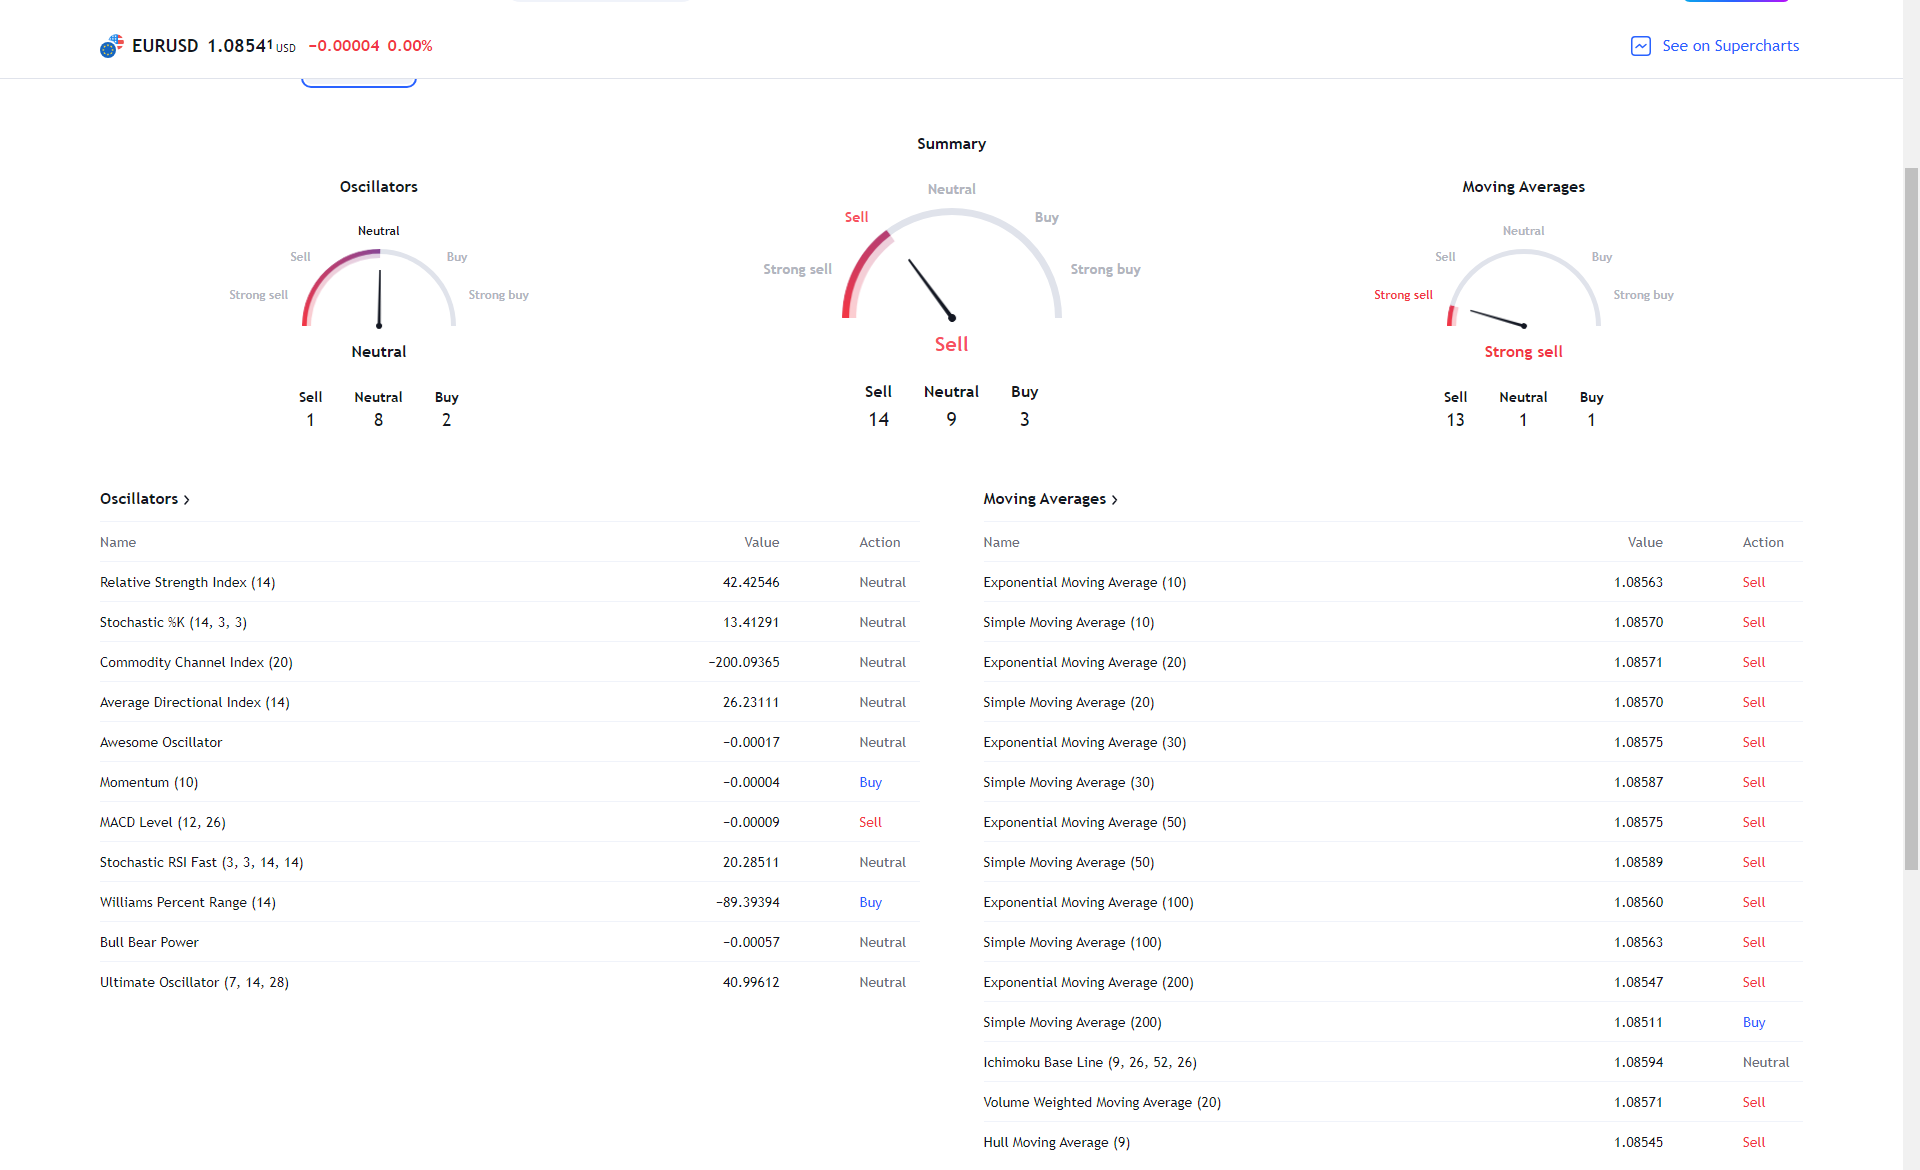 EURUSD 1.08541 USD −0.00004 0.00%
See on Supercharts
Summary
Oscillators
Moving Averages
Neutral
Sell
Buy
Strong sell
Strong buy
Neutral
Sell
Neutral
Buy
1
8
2
Neutral
Sell
Buy
Strong sell
Strong buy
Sell
Sell
Neutral
Buy
14
9
3
Neutral
Sell
Buy
Strong sell
Strong buy
Strong sell
Sell
Neutral
Buy
13
1
1
Oscillators
Name Value Action
Relative Strength Index (14) 42.42546 Neutral
Stochastic %K (14, 3, 3) 13.41291 Neutral
Commodity Channel Index (20) −200.09365 Neutral
Average Directional Index (14) 26.23111 Neutral
Awesome Oscillator −0.00017 Neutral
Momentum (10) −0.00004 Buy
MACD Level (12, 26) −0.00009 Sell
Stochastic RSI Fast (3, 3, 14, 14) 20.28511 Neutral
Williams Percent Range (14) −89.39394 Buy
Bull Bear Power −0.00057 Neutral
Ultimate Oscillator (7, 14, 28) 40.99612 Neutral
Moving Averages
Name Value Action
Exponential Moving Average (10) 1.08563 Sell
Simple Moving Average (10) 1.08570 Sell
Exponential Moving Average (20) 1.08571 Sell
Simple Moving Average (20) 1.08570 Sell
Exponential Moving Average (30) 1.08575 Sell
Simple Moving Average (30) 1.08587 Sell
Exponential Moving Average (50) 1.08575 Sell
Simple Moving Average (50) 1.08589 Sell
Exponential Moving Average (100) 1.08560 Sell
Simple Moving Average (100) 1.08563 Sell
Exponential Moving Average (200) 1.08547 Sell
Simple Moving Average (200) 1.08511 Buy
Ichimoku Base Line (9, 26, 52, 26) 1.08594 Neutral
Volume Weighted Moving Average (20) 1.08571 Sell
Hull Moving Average (9) 1.08545 Sell